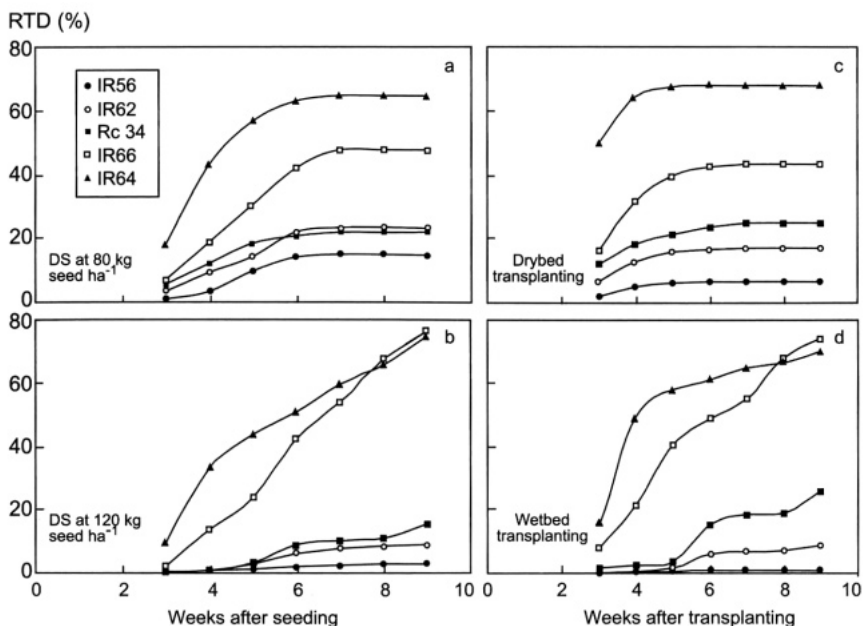 RTD (%)
80
60
40
20
0
a
IR56
IR62
Rc 34
IR66
IR64
DS at 80 kg
seed ha⁻¹
c
Drybed
transplanting
80
60
40
20
0
b
DS at 120 kg
seed ha⁻¹
0 2 4 6 8 10
Weeks after seeding
d
Wetbed
transplanting
0 2 4 6 8 10
Weeks after transplanting